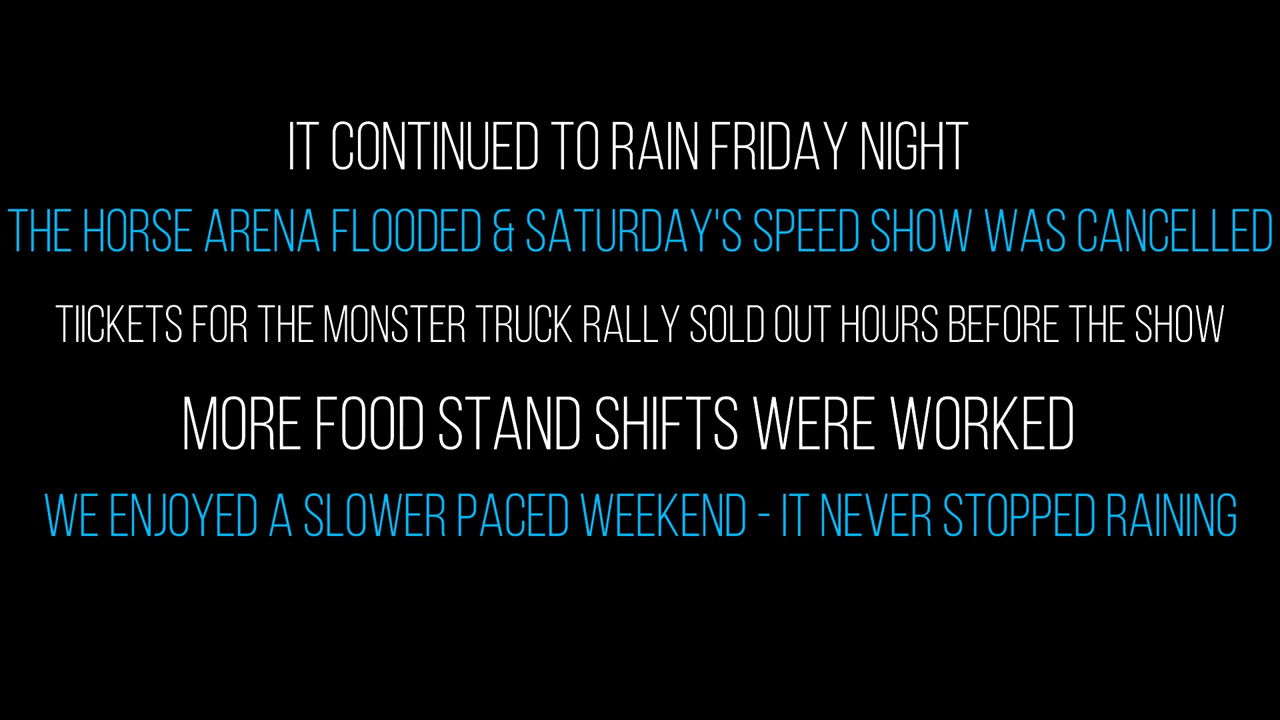 IT CONTINUED TO RAIN FRIDAY NIGHT
THE HORSE ARENA FLOODED & SATURDAY'S SPEED SHOW WAS CANCELLED
TIICKETS FOR THE MONSTER TRUCK RALLY SOLD OUT HOURS BEFORE THE SHOW
MORE FOOD STAND SHIFTS WERE WORKED
WE ENJOYED A SLOWER PACED WEEKEND - IT NEVER STOPPED RAINING